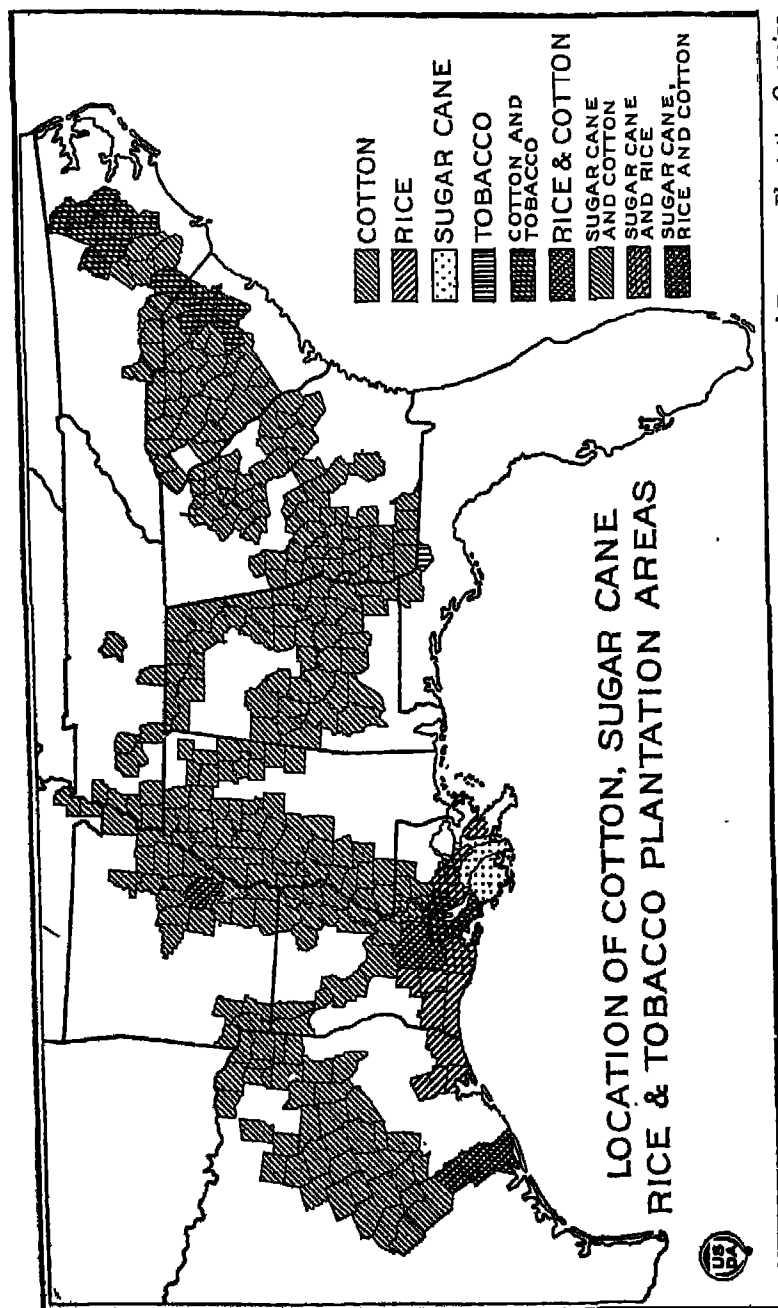 COTTON
RICE
SUGAR CANE
TOBACCO
COTTON AND
TOBACCO
RICE & COTTON
SUGAR CANE
AND COTTON
SUGAR CANE
AND RICE
SUGAR CANE,
RICE AND COTTON
LOCATION OF COTTON, SUGAR CANE
RICE & TOBACCO PLANTATION AREAS
US
DA